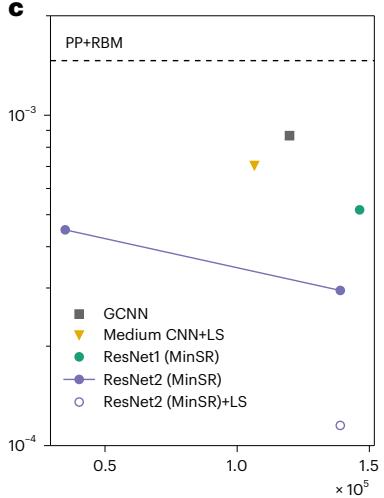 c
PP+RBM
10⁻³
GCNN
Medium CNN+LS
ResNet1 (MinSR)
ResNet2 (MinSR)
ResNet2 (MinSR)+LS
10⁻⁴
0.5 1.0 1.5
× 10⁵